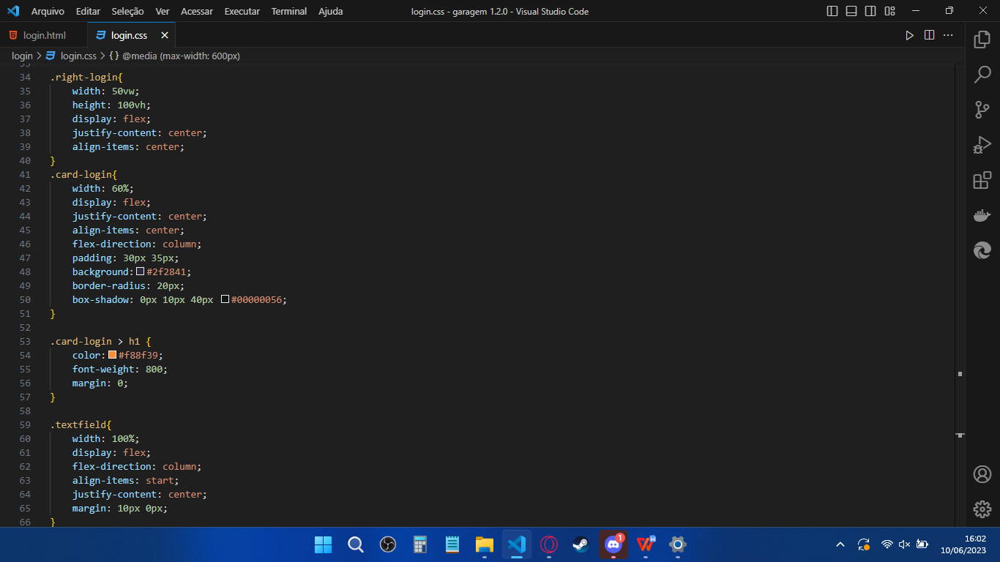 Arquivo Editar Seleção Ver Acessar Executar Terminal Ajuda login.css - garagem 1.2.0 - Visual Studio Code
login.html login.css
login > login.css > {} @media (max-width: 600px)
34 .right-login{
35 width: 50vw;
36 height: 100vh;
37 display: flex;
38 justify-content: center;
39 align-items: center;
40 }
41 .card-login{
42 width: 60%;
43 display: flex;
44 justify-content: center;
45 align-items: center;
46 flex-direction: column;
47 padding: 30px 35px;
48 background: #2f2841;
49 border-radius: 20px;
50 box-shadow: 0px 10px 40px #00000056;
51 }
52
53 .card-login > h1 {
54 color: #f88f39;
55 font-weight: 800;
56 margin: 0;
57 }
58
59 .textfield{
60 width: 100%;
61 display: flex;
62 flex-direction: column;
63 align-items: start;
64 justify-content: center;
65 margin: 10px 0px;
66 }
1
16:02
10/06/2023